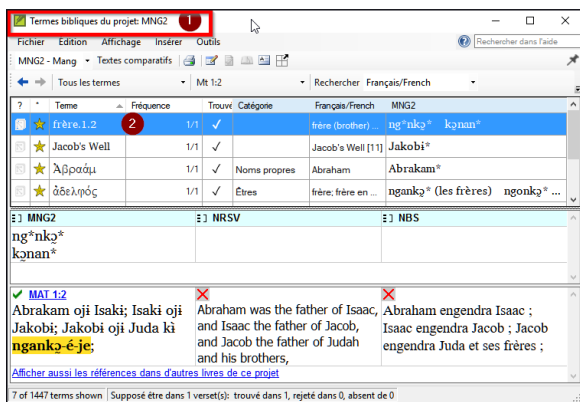 Termes bibliques du projet: MNG2 1
Fichier Edition Affichage Insérer Outils Rechercher dans l'aide
MNG2 - Mang Textes comparatifs
Tous les termes Mt 1:2 Rechercher Français/French
? * Terme Fréquence Trouvé Catégorie Français/French MNG2
frère.1.2 2 1/1 ✓ frère (brother) ... ng*nkə̰* kə̰nan*
Jacob's Well 1/1 ✓ Jacob's Well [11] Jakobi*
Ἀβραάμ 1/1 ✓ Noms propres Abraham Abrakam*
ἀδελφός 1/1 ✓ Êtres frère; frère en ... ngankə̰* (les frères) ngonkə̰* ...
MNG2 NRSV NBS
ng*nkə̰*
kə̰nan*
MAT 1:2
Abrakam oji Isaki; Isaki oji
Jakobi; Jakobi oji Juda kì
ngankə̰-é-je;
Abraham was the father of Isaac,
and Isaac the father of Jacob,
and Jacob the father of Judah
and his brothers,
Abraham engendra Isaac ;
Isaac engendra Jacob ; Jacob
engendra Juda et ses frères ;
Afficher aussi les références dans d'autres livres de ce projet
7 of 1447 terms shown Supposé être dans 1 verset(s): trouvé dans 1, rejeté dans 0, absent de 0